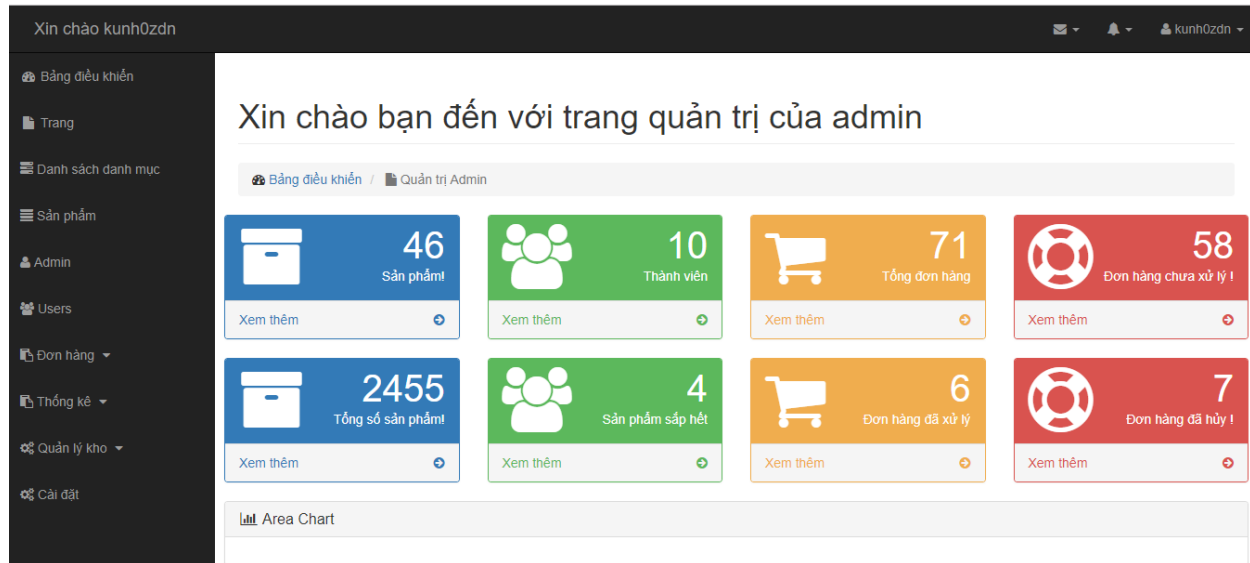 Xin chào kunh0zdn
kunh0zdn
Bảng điều khiển
Trang
Danh sách danh mục
Sản phẩm
Admin
Users
Đơn hàng
Thống kê
Quản lý kho
Cài đặt
Xin chào bạn đến với trang quản trị của admin
Bảng điều khiển / Quản trị Admin
46
Sản phẩm!
Xem thêm
10
Thành viên
Xem thêm
71
Tổng đơn hàng
Xem thêm
58
Đơn hàng chưa xử lý !
Xem thêm
2455
Tổng số sản phẩm!
Xem thêm
4
Sản phẩm sắp hết
Xem thêm
6
Đơn hàng đã xử lý
Xem thêm
7
Đơn hàng đã hủy !
Xem thêm
Area Chart